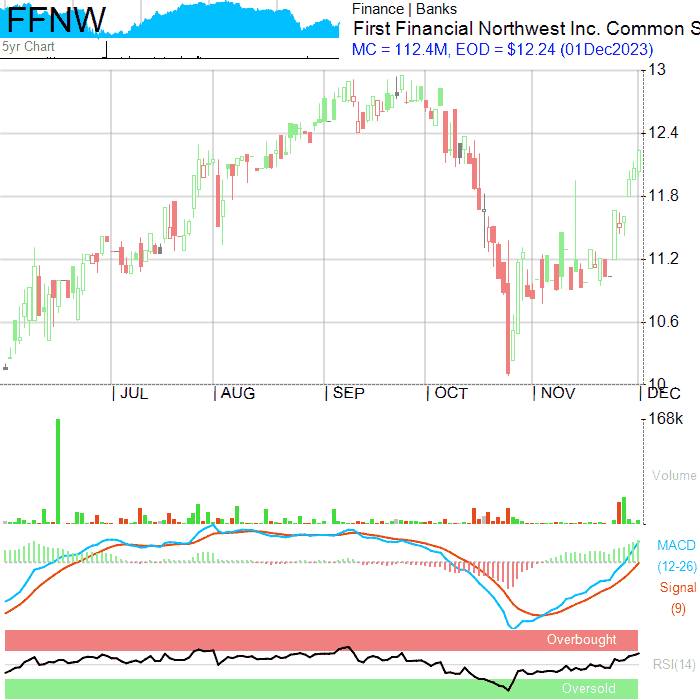 FFNW
Finance | Banks
First Financial Northwest Inc. Common S
5yr Chart
MC = 112.4M, EOD = $12.24 (01Dec2023)
13
12.4
11.8
11.2
10.6
10
| JUL | AUG | SEP | OCT | NOV | DEC
168k
Volume
MACD
(12-26)
Signal
(9)
Overbought
RSI(14)
Oversold